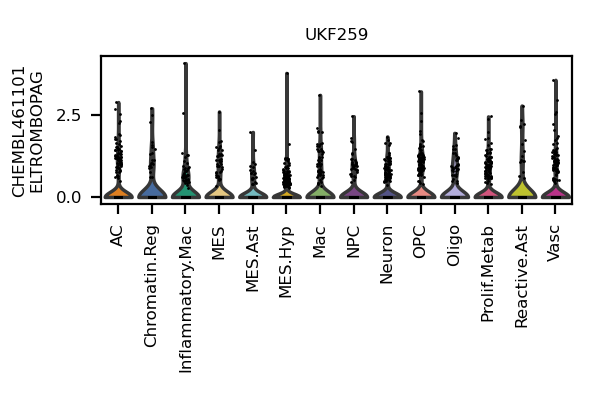 UKF259
CHEMBL461101
ELTROMBOPAG
2.5
0.0
AC
Chromatin.Reg
Inflammatory.Mac
MES
MES.Ast
MES.Hyp
Mac
NPC
Neuron
OPC
Oligo
Prolif.Metab
Reactive.Ast
Vasc